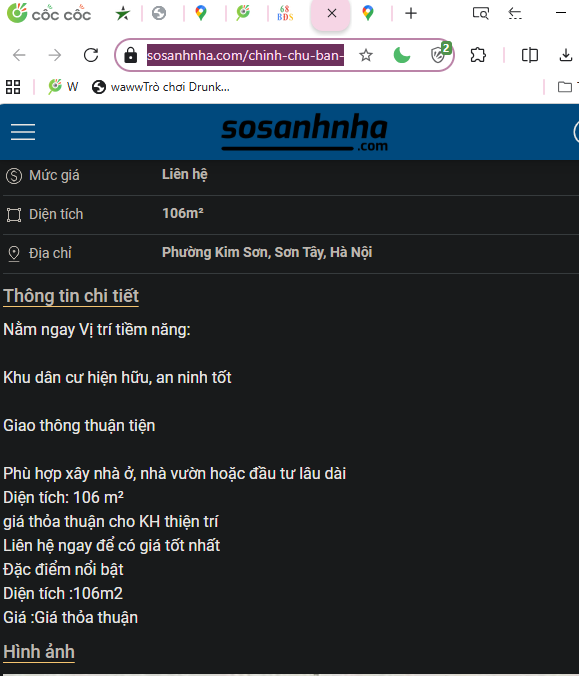 cốc cốc
68
BDS
sosanhnha.com/chinh-chu-ban-
2
W
wawwTrò chơi Drunk...
sosanhnha
.com
Mức giá Liên hệ
Diện tích 106m²
Địa chỉ Phường Kim Sơn, Sơn Tây, Hà Nội
Thông tin chi tiết
Nằm ngay Vị trí tiềm năng:
Khu dân cư hiện hữu, an ninh tốt
Giao thông thuận tiện
Phù hợp xây nhà ở, nhà vườn hoặc đầu tư lâu dài
Diện tích: 106 m²
giá thỏa thuận cho KH thiện trí
Liên hệ ngay để có giá tốt nhất
Đặc điểm nổi bật
Diện tích :106m2
Giá :Giá thỏa thuận
Hình ảnh